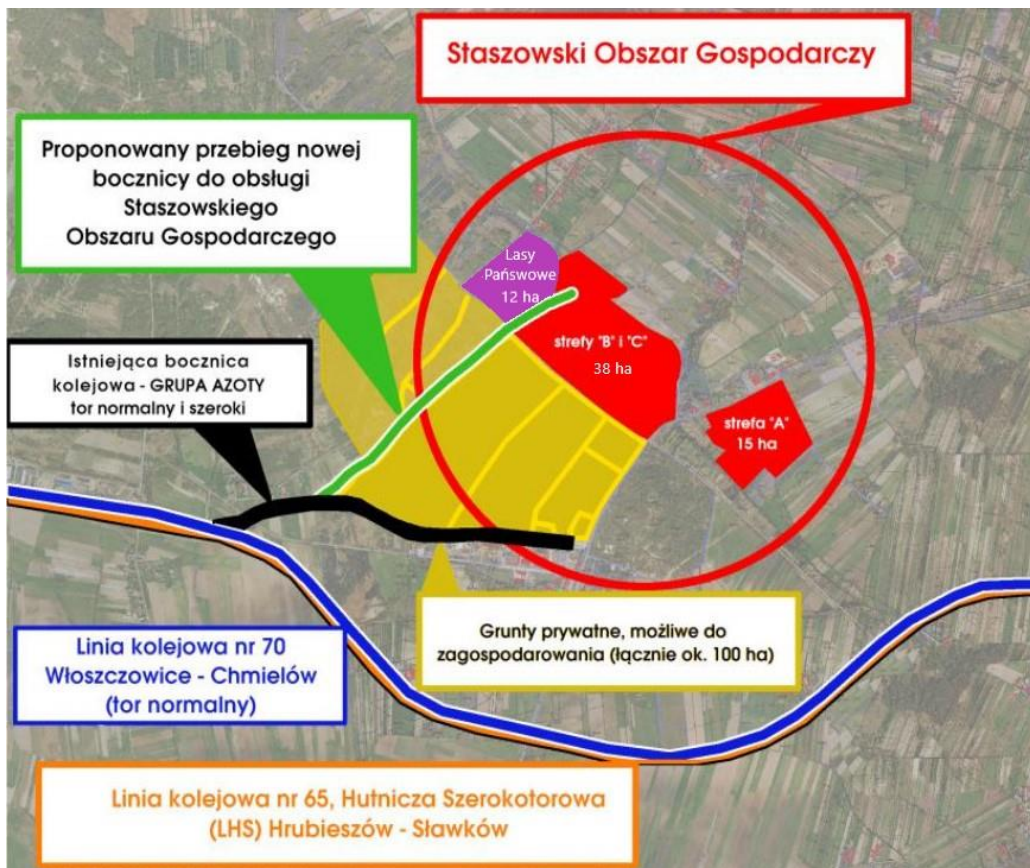 Staszowski Obszar Gospodarczy
Proponowany przebieg nowej
bocznicy do obsługi
Staszowskiego
Obszaru Gospodarczego
Lasy
Pańswowe
12 ha
strefy "B" i "C"
38 ha
Istniejąca bocznica
kolejowa - GRUPA AZOTY
tor normalny i szeroki
strefa "A"
15 ha
Grunty prywatne, możliwe do
zagospodarowania (łącznie ok. 100 ha)
Linia kolejowa nr 70
Włoszczowice - Chmielów
(tor normalny)
Linia kolejowa nr 65, Hutnicza Szerokotorowa
(LHS) Hrubieszów - Sławków